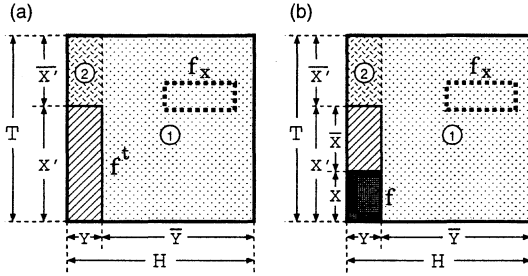 (a)
X̅'
②
f_x
T
①
X'
f^t
Y
Y̅
H
(b)
X̅'
②
f_x
T
①
X̅
X'
X
f
Y
Y̅
H